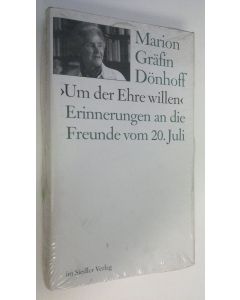 Marion
Gräfin
Dönhoff
›Um der Ehre willen‹
Erinnerungen an die
Freunde vom 20. Juli
im Siedler Verlag